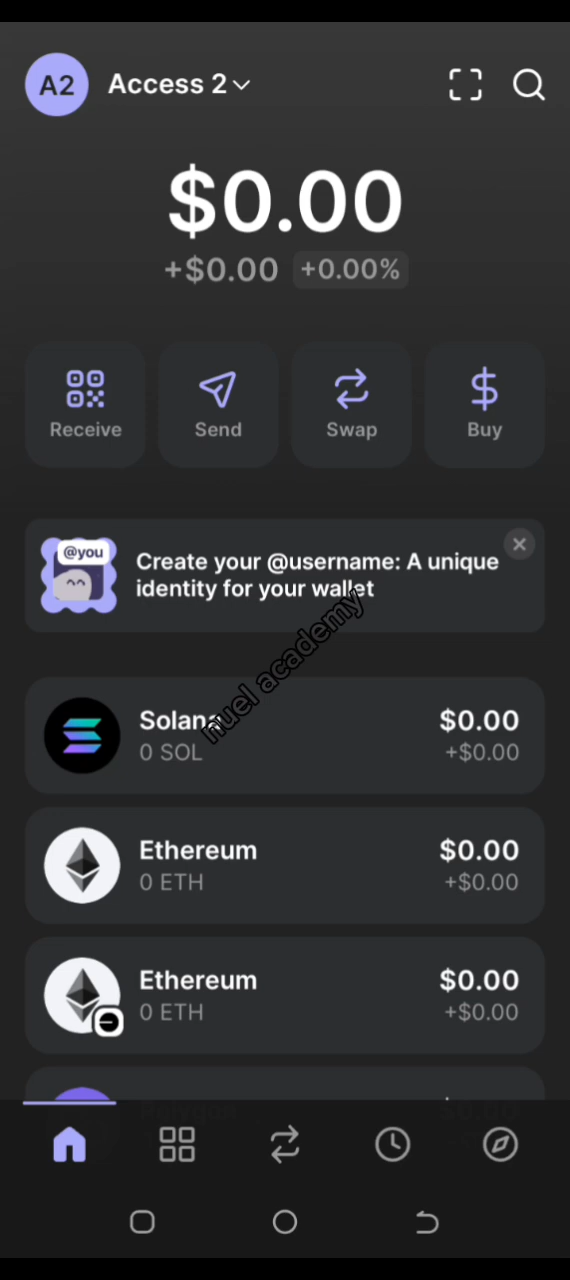 A2 Access 2
$0.00
+$0.00 +0.00%
Receive Send Swap Buy
@you
Create your @username: A unique
identity for your wallet
nuel academy
Solana $0.00
0 SOL +$0.00
Ethereum $0.00
0 ETH +$0.00
Ethereum $0.00
0 ETH +$0.00